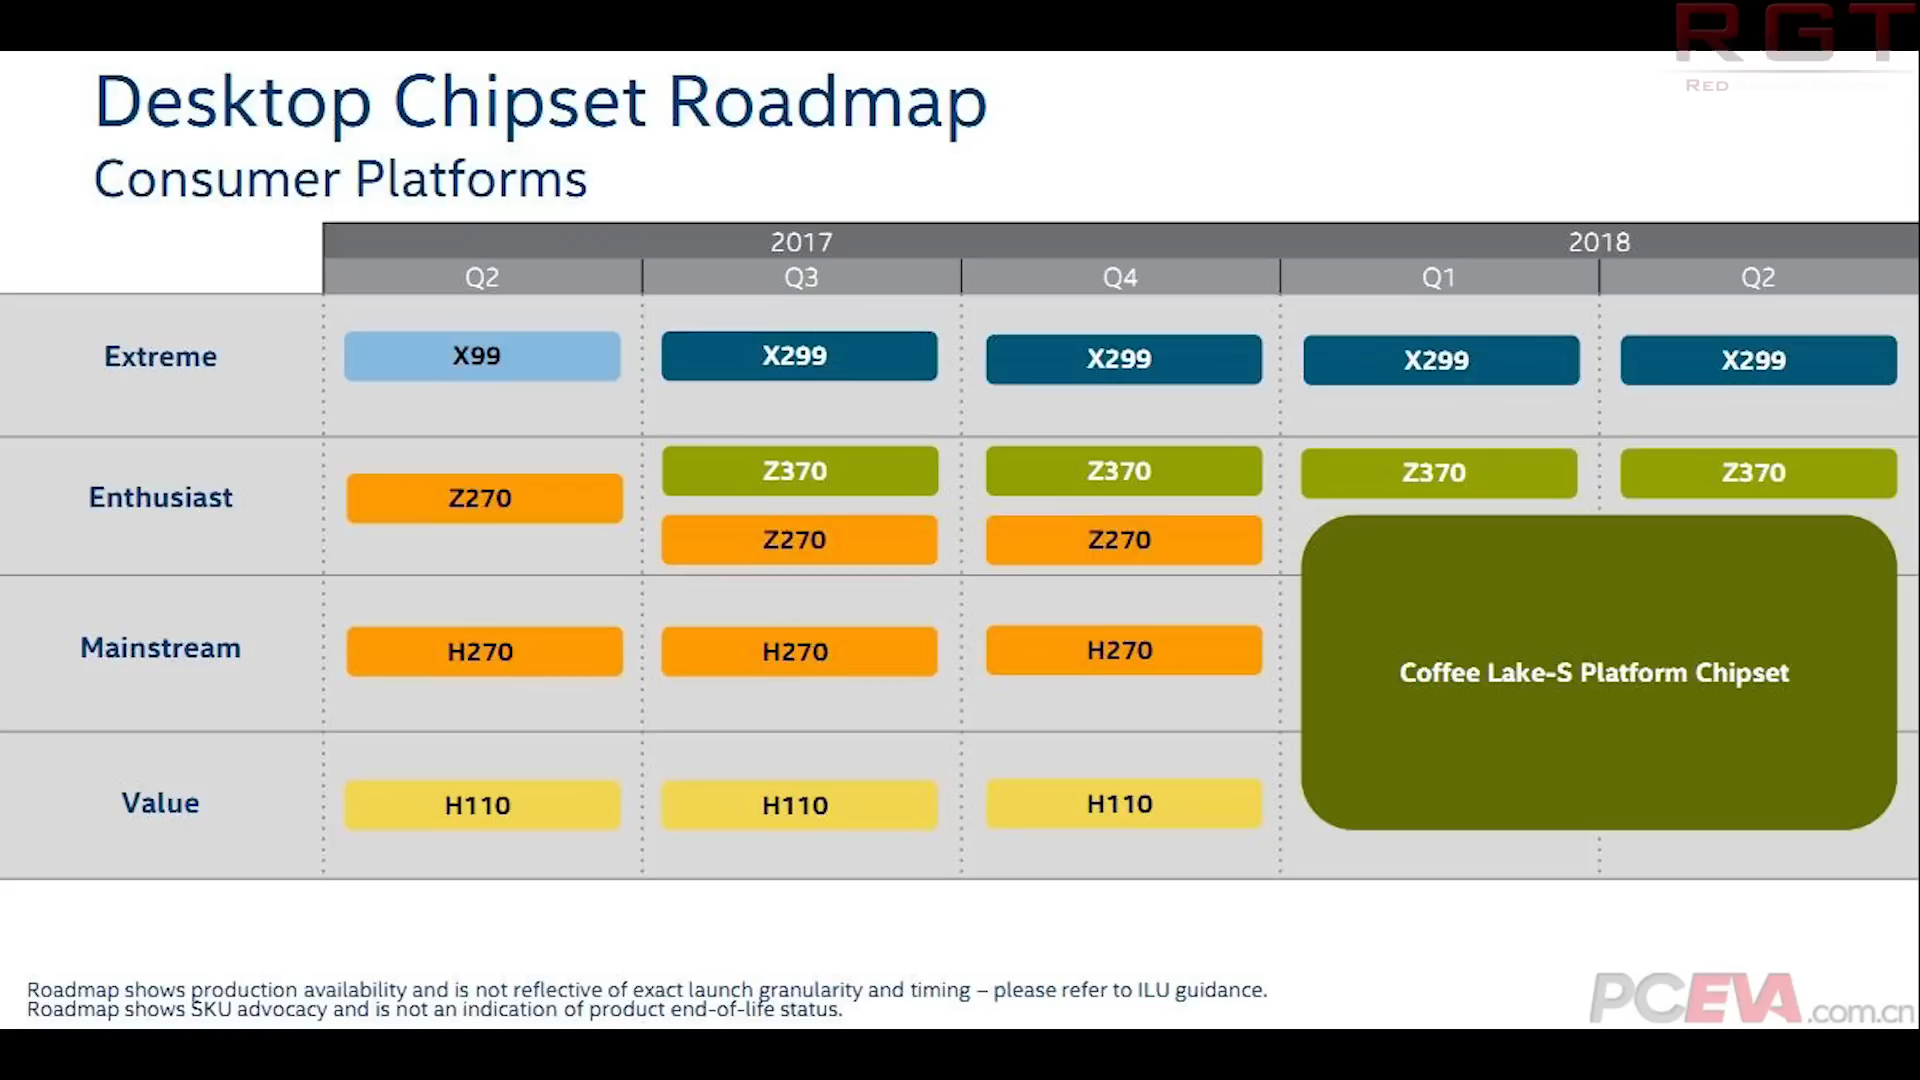 RGT
RED
Desktop Chipset Roadmap
Consumer Platforms
2017 2018
Q2 Q3 Q4 Q1 Q2
Extreme X99 X299 X299 X299 X299
Z370 Z370 Z370 Z370
Enthusiast Z270
Z270 Z270
Mainstream H270 H270 H270
Coffee Lake-S Platform Chipset
Value H110 H110 H110
Roadmap shows production availability and is not reflective of exact launch granularity and timing – please refer to ILU guidance.
Roadmap shows SKU advocacy and is not an indication of product end-of-life status.
PCEVA.com.cn